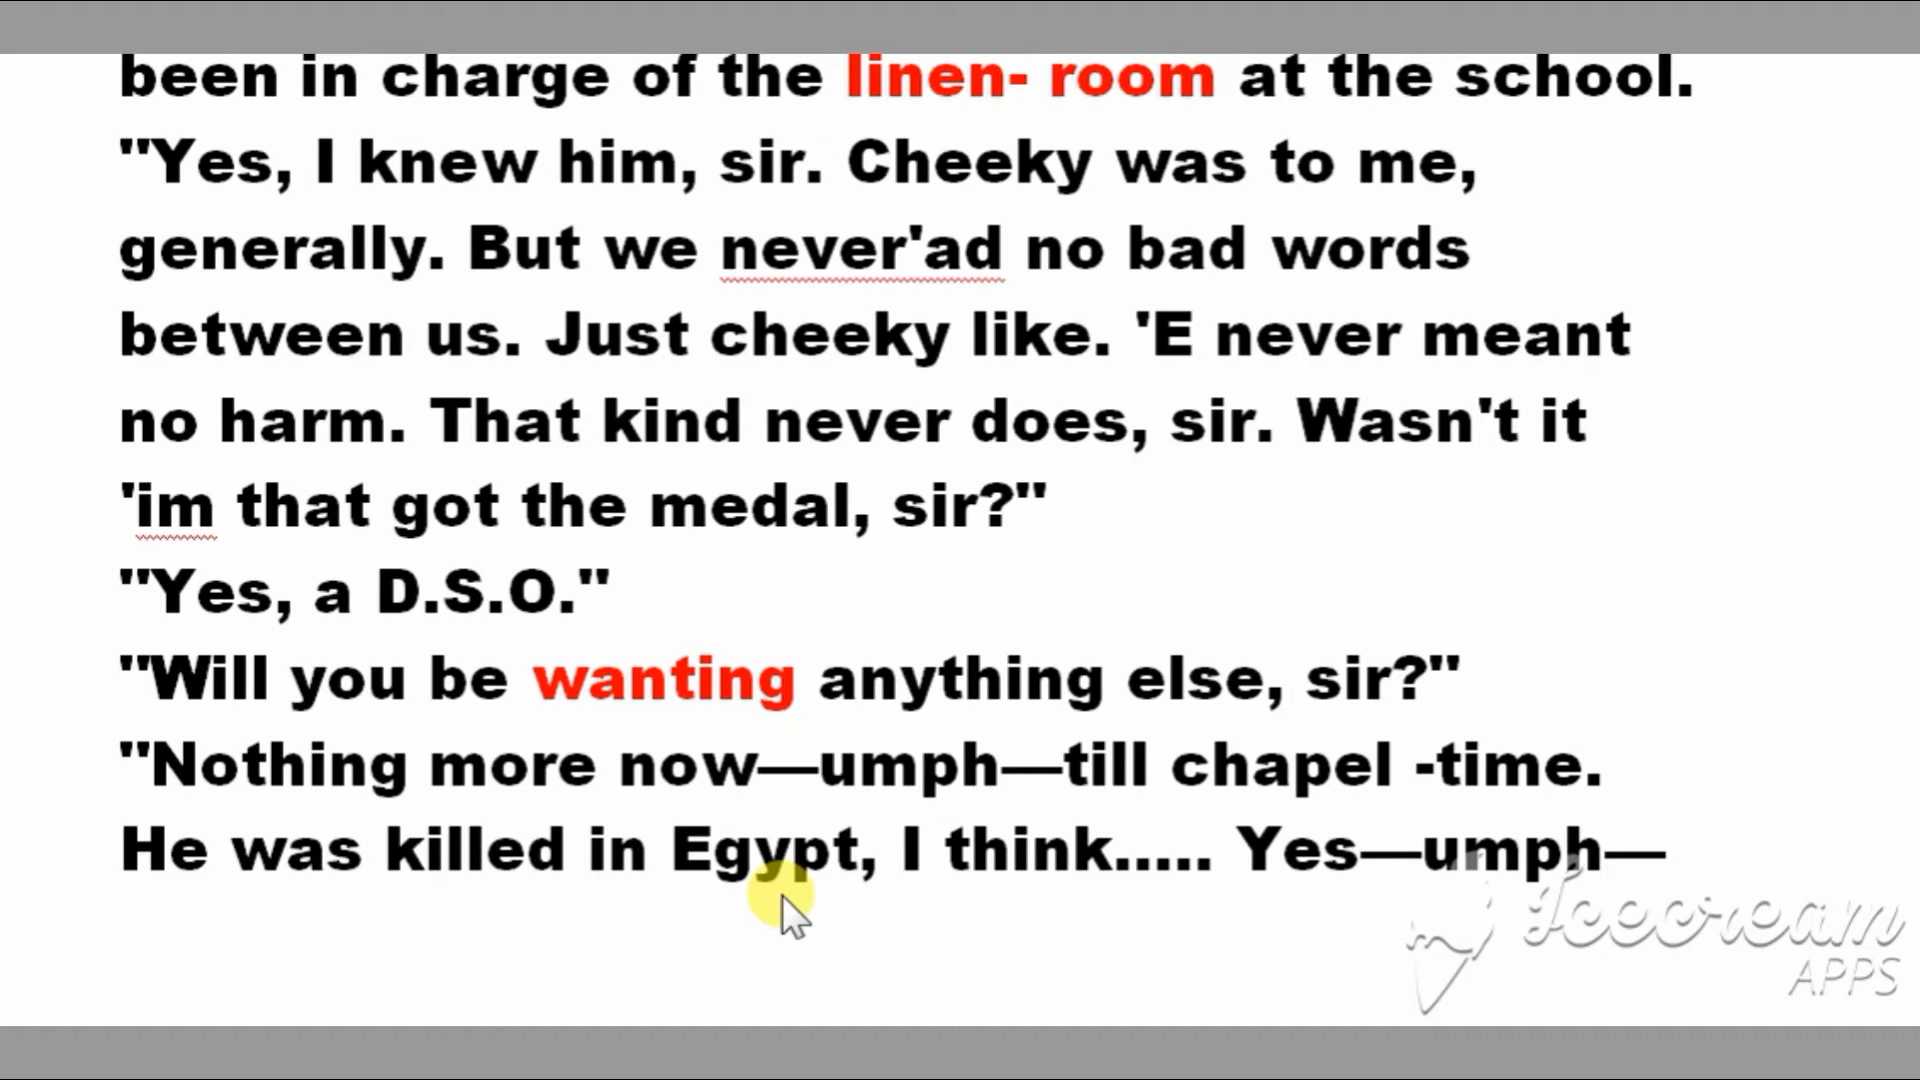 been in charge of the linen- room at the school.
"Yes, I knew him, sir. Cheeky was to me,
generally. But we never'ad no bad words
between us. Just cheeky like. 'E never meant
no harm. That kind never does, sir. Wasn't it
'im that got the medal, sir?"
"Yes, a D.S.O."
"Will you be wanting anything else, sir?"
"Nothing more now—umph—till chapel -time.
He was killed in Egypt, I think..... Yes—umph—
Icecream
APPS